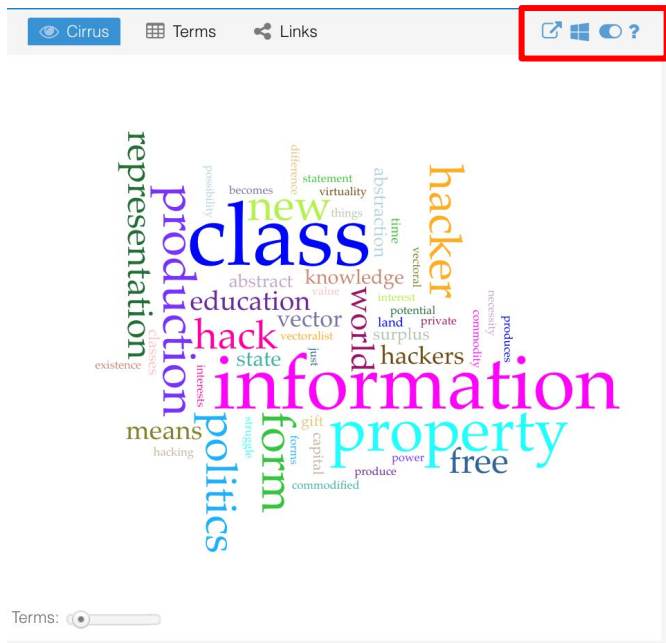 Cirrus Terms Links ?
representation
production
possibility
difference
statement
becomes
virtuality
new
things
abstraction
time
class
hacker
vectoral
abstract
knowledge
value
interest
education
vector
potential
world
land
private
necessity
commodity
produces
hack
vectoralist
surplus
classes
existence
interests
state
just
hackers
information
means
hacking
politics
struggle
form
forms
gift
capital
property
power
free
produce
commodified
Terms: